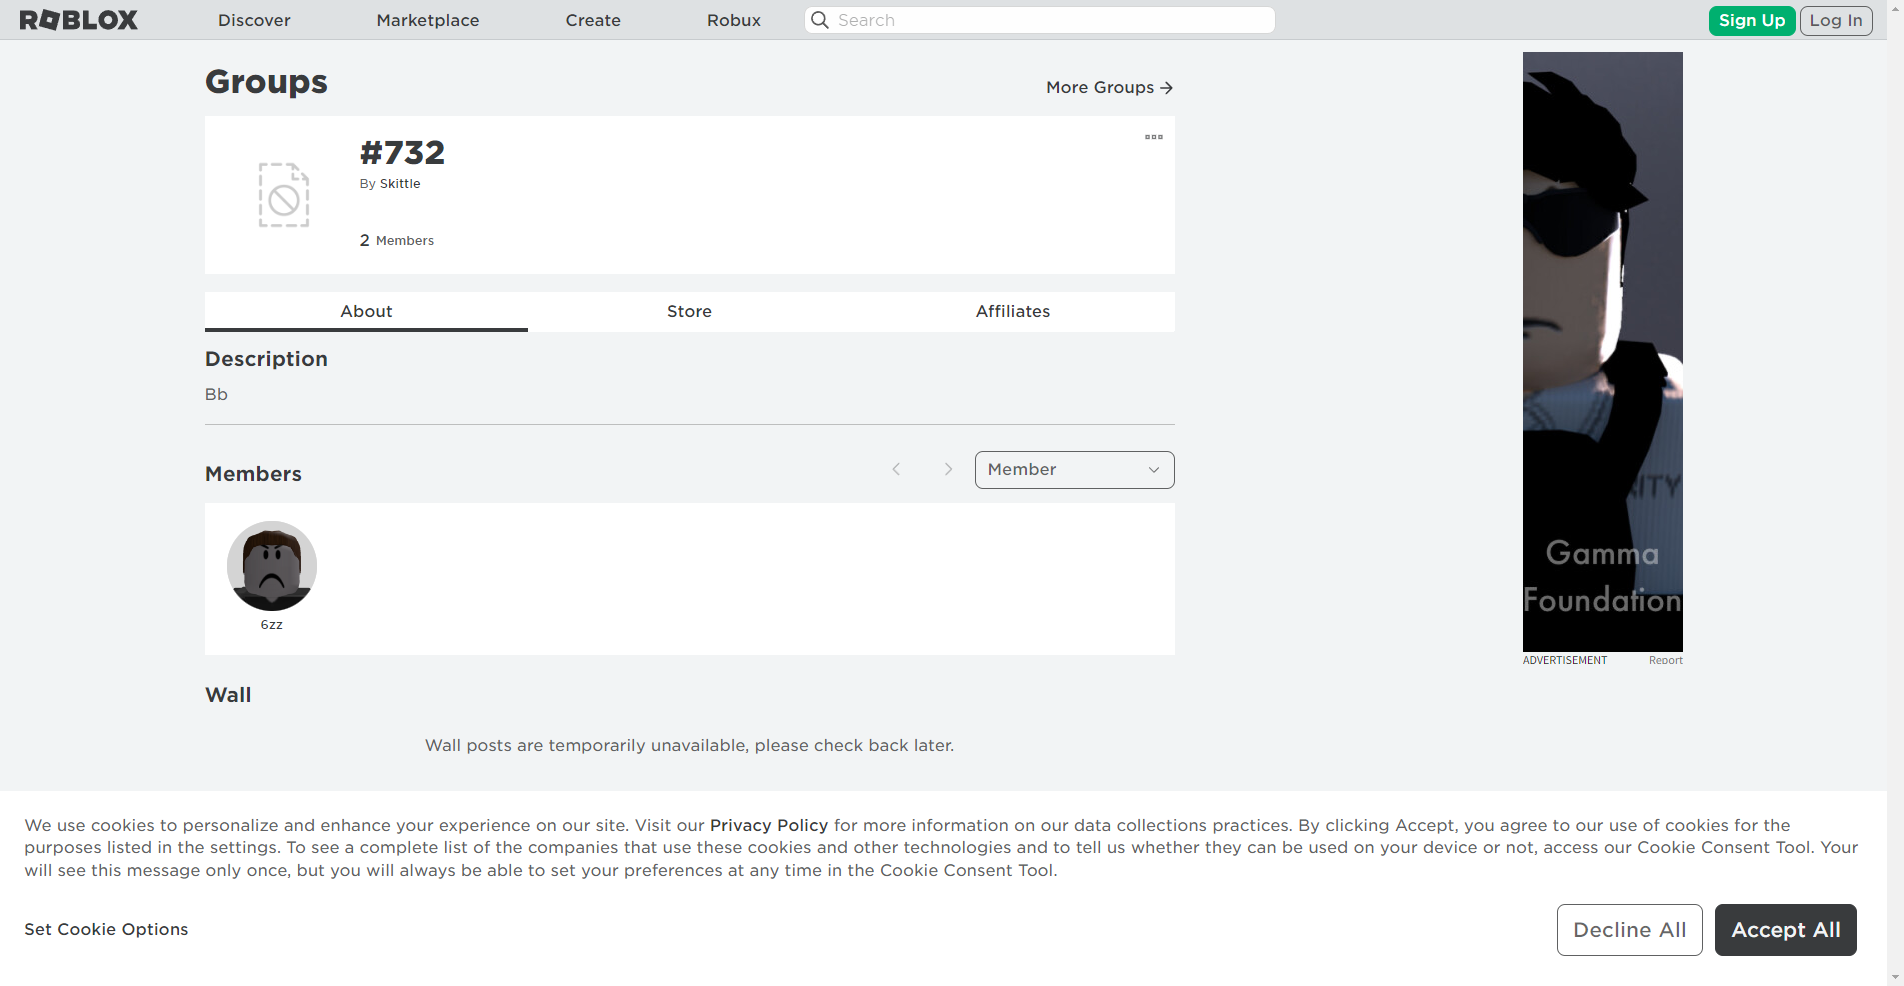 ROBLOX
Discover
Marketplace
Create
Robux
Search
Sign Up
Log In
Groups
More Groups
#732
By Skittle
2 Members
About
Store
Affiliates
Description
Bb
Members
Member
6zz
Wall
Wall posts are temporarily unavailable, please check back later.
RITY
Gamma
Foundation
ADVERTISEMENT
Report
We use cookies to personalize and enhance your experience on our site. Visit our Privacy Policy for more information on our data collections practices. By clicking Accept, you agree to our use of cookies for the
purposes listed in the settings. To see a complete list of the companies that use these cookies and other technologies and to tell us whether they can be used on your device or not, access our Cookie Consent Tool. Your
will see this message only once, but you will always be able to set your preferences at any time in the Cookie Consent Tool.
Set Cookie Options
Decline All
Accept All